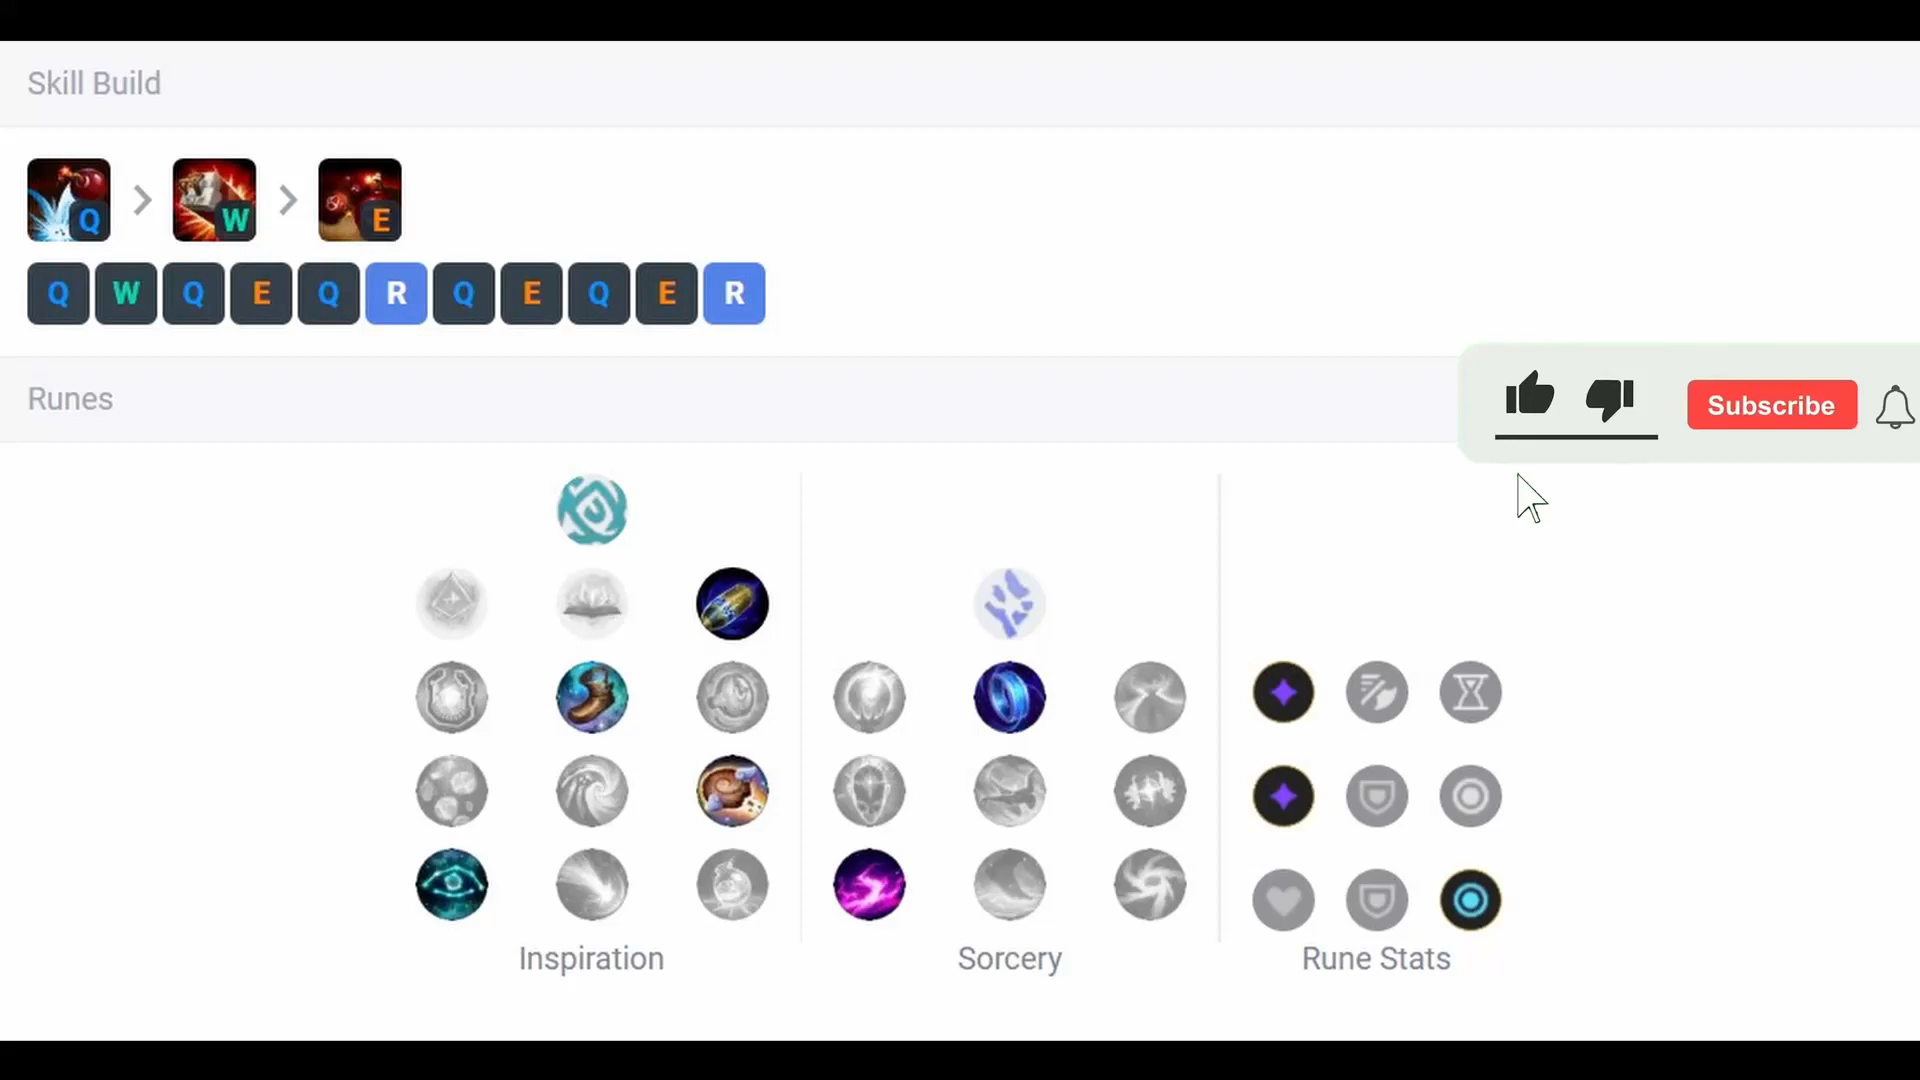 Skill Build
Q W E
Q W Q E Q R Q E Q E R
Runes
Subscribe
Inspiration Sorcery Rune Stats